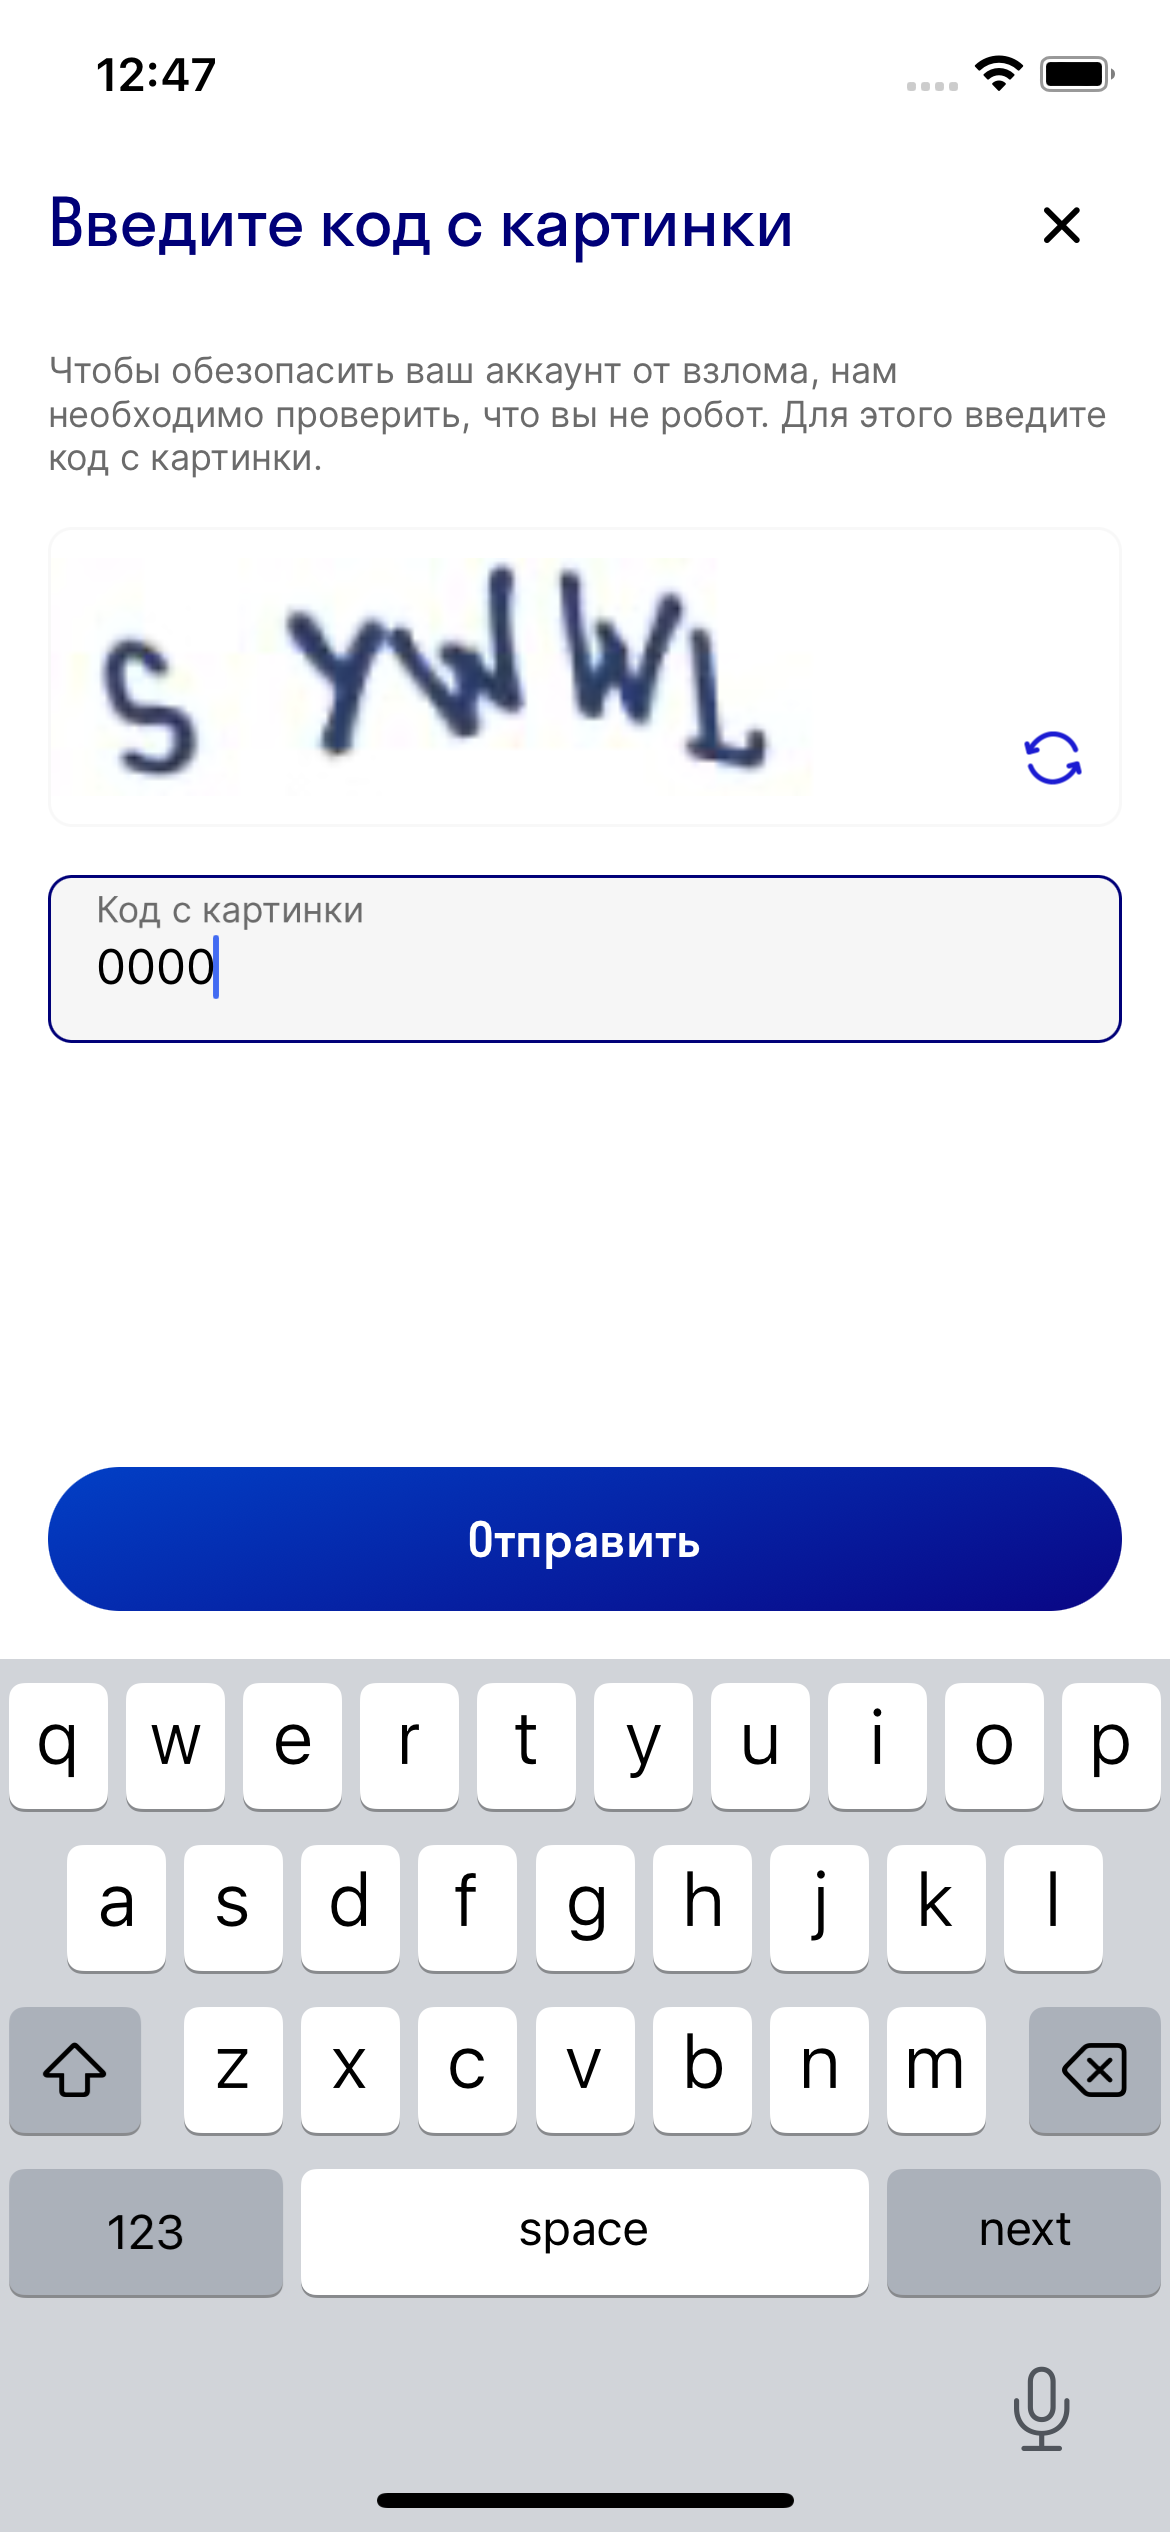 12:47
Введите код с картинки
Чтобы обезопасить ваш аккаунт от взлома, нам
необходимо проверить, что вы не робот. Для этого введите
код с картинки.
S YWWL
Код с картинки
0000
Отправить
q w e r t y u i o p
a s d f g h j k l
z x c v b n m
123 space next